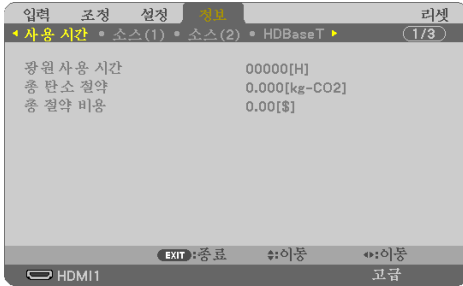 입력 조정 설정 정보 리셋
사용 시간 • 소스(1) • 소스(2) • HDBaseT (1/3)
광원 사용 시간 00000[H]
총 탄소 절약 0.000[kg-CO2]
총 절약 비용 0.00[$]
EXIT:종료 :이동 :이동
HDMI1 고급